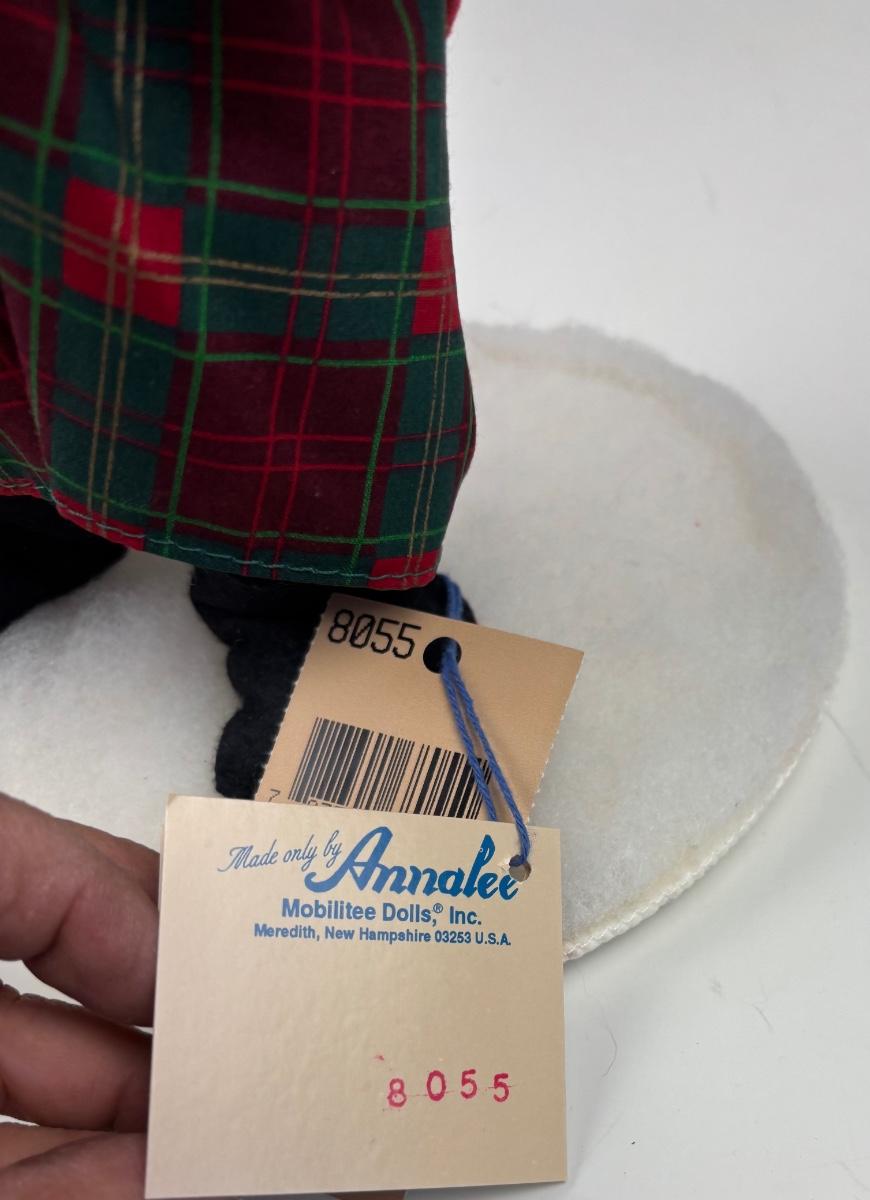 8055
Made only by Annalee
Mobilitee Dolls,® Inc.
Meredith, New Hampshire 03253 U.S.A.
8055